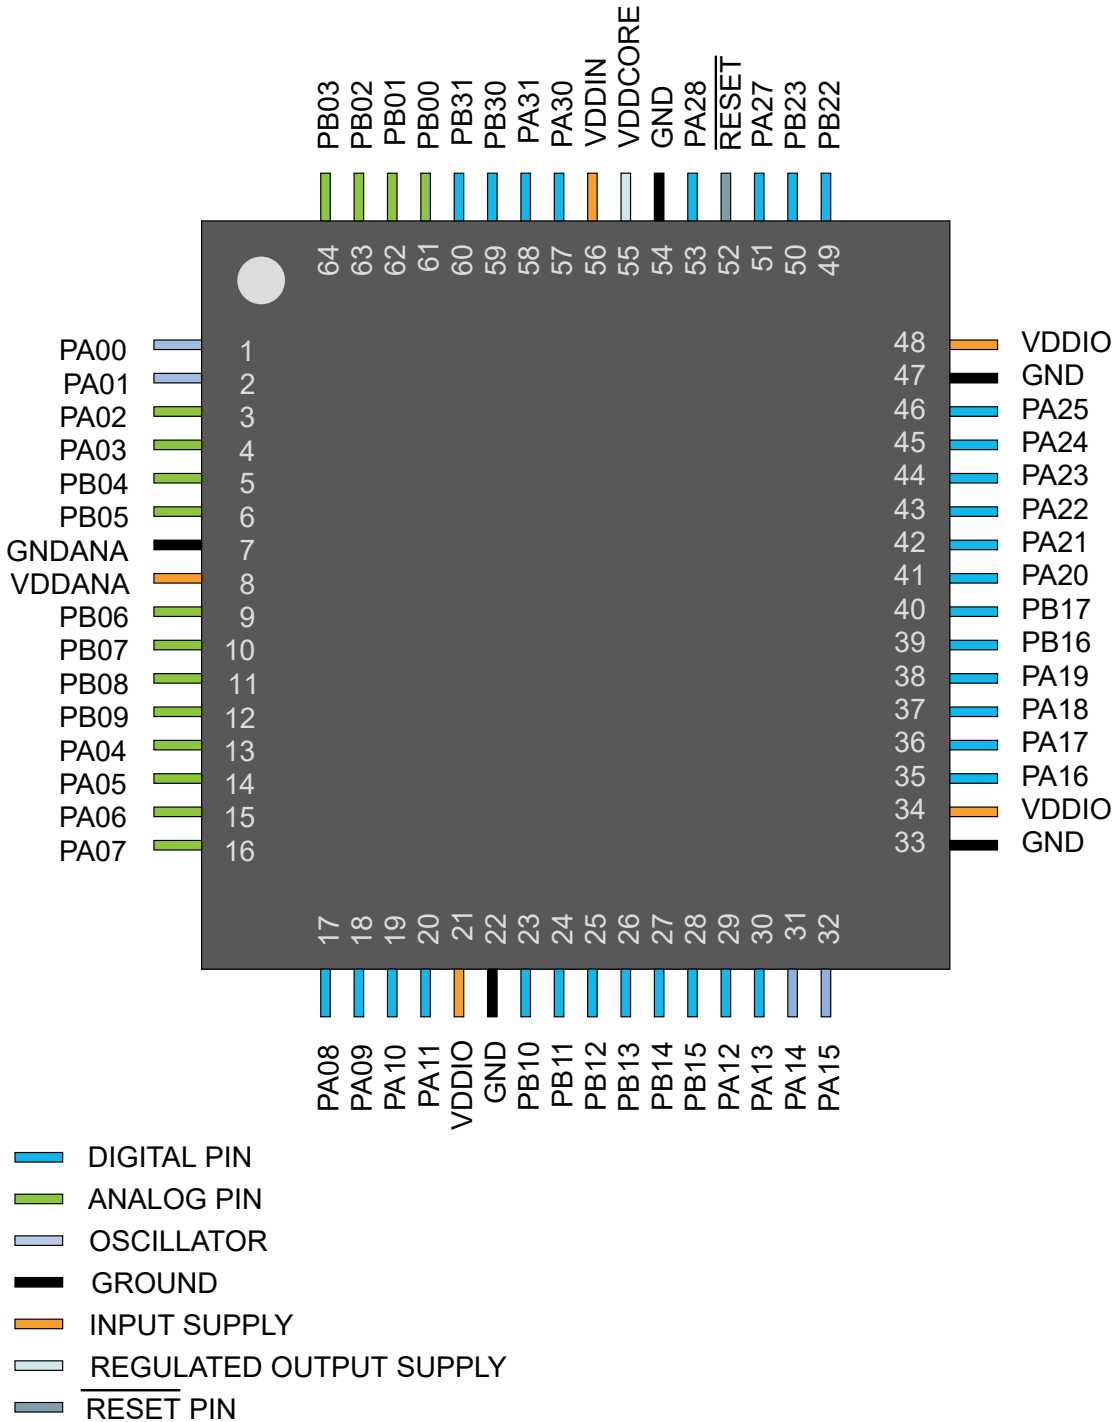 PB03
PB02
PB01
PB00
PB31
PB30
PA31
PA30
VDDIN
VDDCORE
GND
PA28
RESET
PA27
PB23
PB22
64
63
62
61
60
59
58
57
56
55
54
53
52
51
50
49
PA00 1
PA01 2
PA02 3
PA03 4
PB04 5
PB05 6
GNDANA 7
VDDANA 8
PB06 9
PB07 10
PB08 11
PB09 12
PA04 13
PA05 14
PA06 15
PA07 16
48 VDDIO
47 GND
46 PA25
45 PA24
44 PA23
43 PA22
42 PA21
41 PA20
40 PB17
39 PB16
38 PA19
37 PA18
36 PA17
35 PA16
34 VDDIO
33 GND
17
18
19
20
21
22
23
24
25
26
27
28
29
30
31
32
PA08
PA09
PA10
PA11
VDDIO
GND
PB10
PB11
PB12
PB13
PB14
PB15
PA12
PA13
PA14
PA15
DIGITAL PIN
ANALOG PIN
OSCILLATOR
GROUND
INPUT SUPPLY
REGULATED OUTPUT SUPPLY
RESET PIN